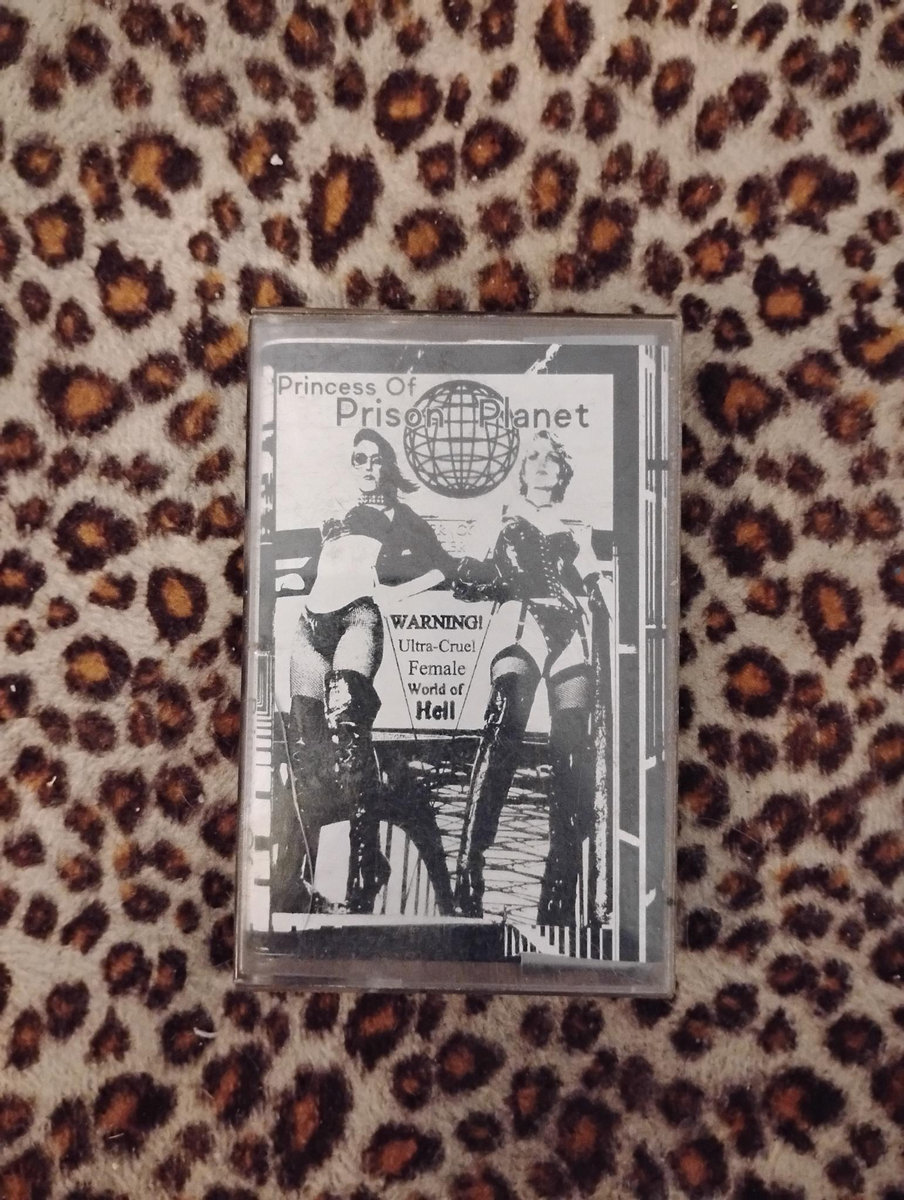 Princess Of
Prison Planet
WARNING!
Ultra-Cruel
Female
World of
Hell